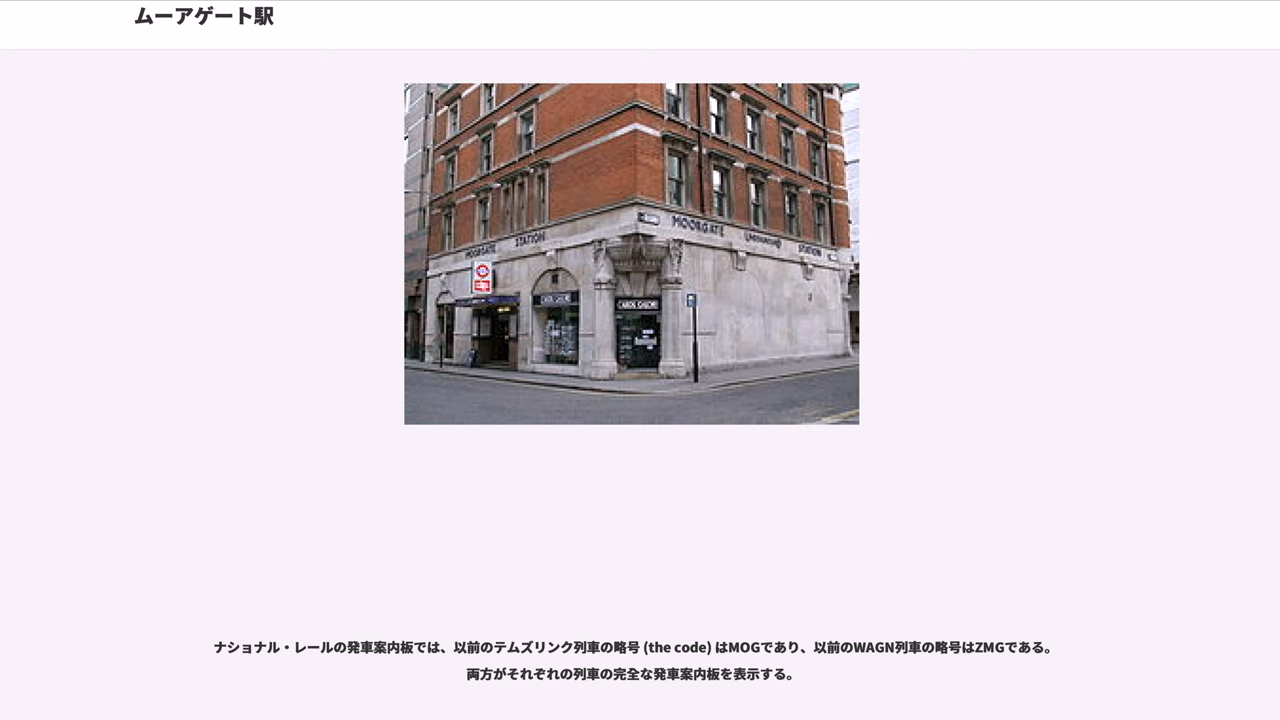 ムーアゲート駅
MOORGATE STATION
MOORGATE UNDERGROUND STATION
ナショナル・レールの発車案内板では、以前のテムズリンク列車の略号 (the code) はMOGであり、以前のWAGN列車の略号はZMGである。
両方がそれぞれの列車の完全な発車案内板を表示する。